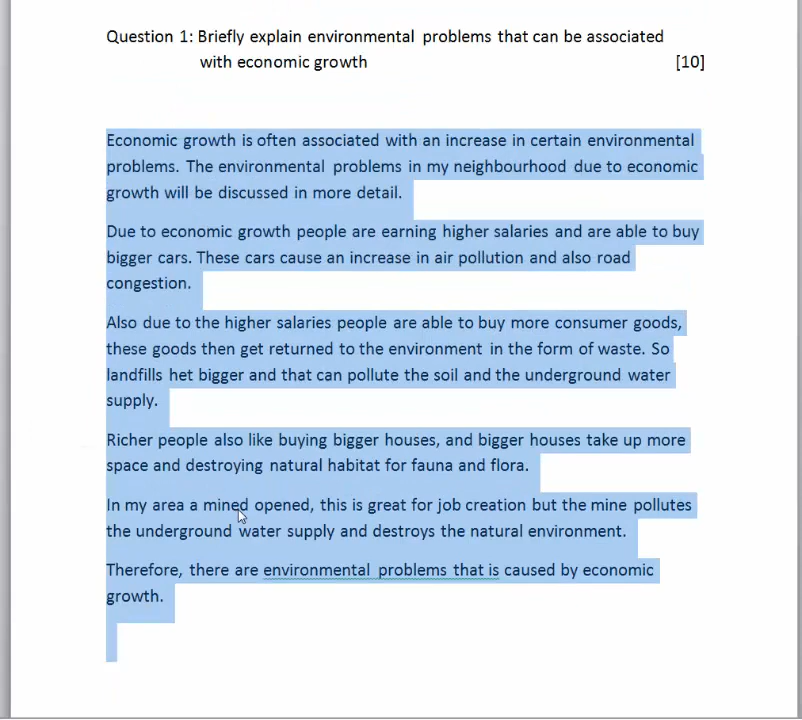 Question 1: Briefly explain environmental problems that can be associated
with economic growth [10]
Economic growth is often associated with an increase in certain environmental
problems. The environmental problems in my neighbourhood due to economic
growth will be discussed in more detail.
Due to economic growth people are earning higher salaries and are able to buy
bigger cars. These cars cause an increase in air pollution and also road
congestion.
Also due to the higher salaries people are able to buy more consumer goods,
these goods then get returned to the environment in the form of waste. So
landfills het bigger and that can pollute the soil and the underground water
supply.
Richer people also like buying bigger houses, and bigger houses take up more
space and destroying natural habitat for fauna and flora.
In my area a mined opened, this is great for job creation but the mine pollutes
the underground water supply and destroys the natural environment.
Therefore, there are environmental problems that is caused by economic
growth.